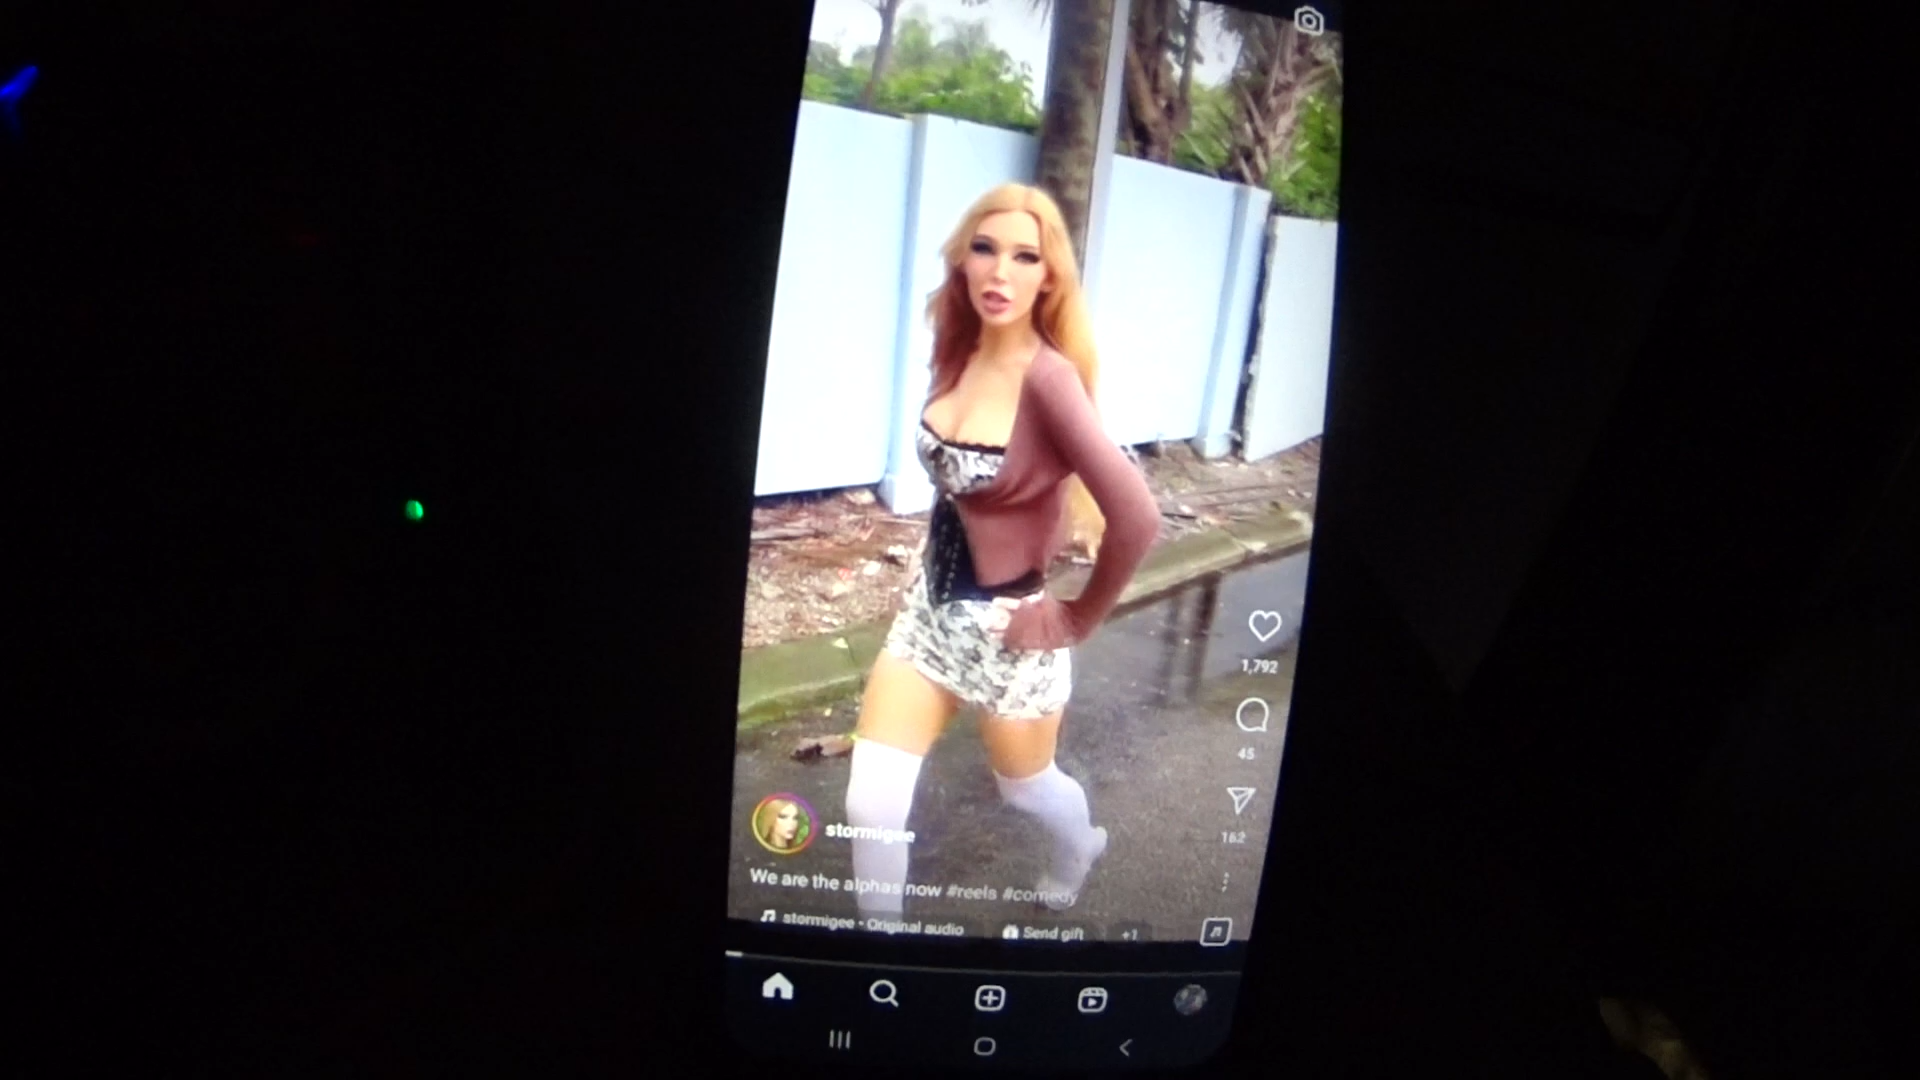 1,792
45
162
stormigee
We are the alphas now #reels #comedy
stormigee • Original audio
Send gift
+1